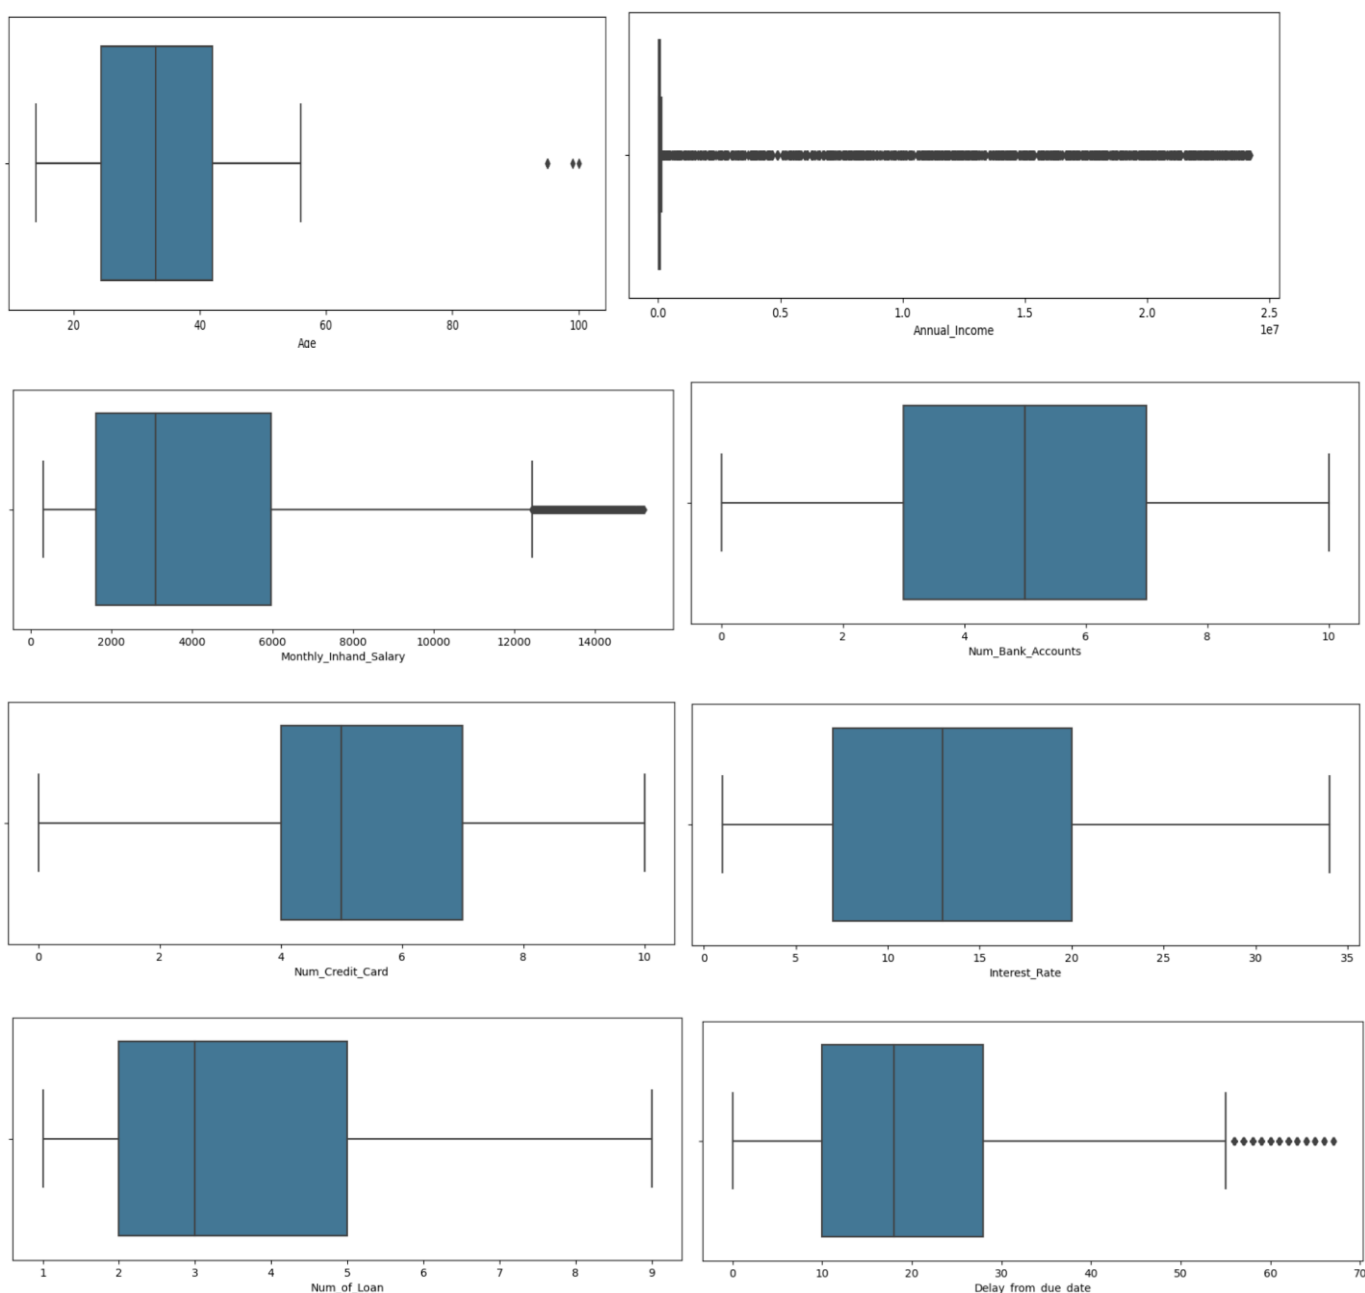 20 40 60 80 100
Age
0.0 0.5 1.0 1.5 2.0 2.5
1e7
Annual_Income
0 2000 4000 6000 8000 10000 12000 14000
Monthly_Inhand_Salary
0 2 4 6 8 10
Num_Bank_Accounts
0 2 4 6 8 10
Num_Credit_Card
0 5 10 15 20 25 30 35
Interest_Rate
1 2 3 4 5 6 7 8 9
Num_of_Loan
0 10 20 30 40 50 60 70
Delay_from_due_date